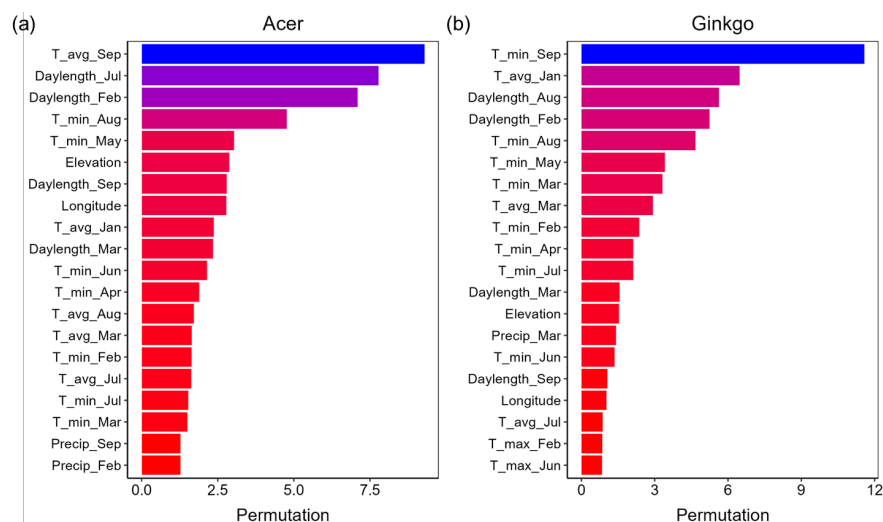 (a)
Acer
T_avg_Sep
Daylength_Jul
Daylength_Feb
T_min_Aug
T_min_May
Elevation
Daylength_Sep
Longitude
T_avg_Jan
Daylength_Mar
T_min_Jun
T_min_Apr
T_avg_Aug
T_avg_Mar
T_min_Feb
T_avg_Jul
T_min_Jul
T_min_Mar
Precip_Sep
Precip_Feb
0.0 2.5 5.0 7.5
Permutation
(b)
Ginkgo
T_min_Sep
T_avg_Jan
Daylength_Aug
Daylength_Feb
T_min_Aug
T_min_May
T_min_Mar
T_avg_Mar
T_min_Feb
T_min_Apr
T_min_Jul
Daylength_Mar
Elevation
Precip_Mar
T_min_Jun
Daylength_Sep
Longitude
T_avg_Jul
T_max_Feb
T_max_Jun
0 3 6 9 12
Permutation